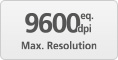 9600 eq. dpi
Max. Resolution